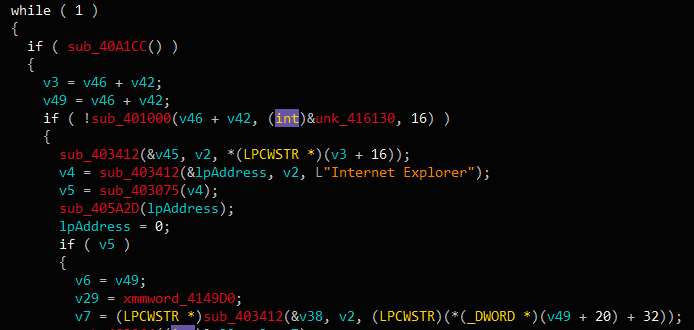 while ( 1 )
{
if ( sub_40A1CC() )
{
v3 = v46 + v42;
v49 = v46 + v42;
if ( !sub_401000(v46 + v42, (int)&unk_416130, 16) )
{
sub_403412(&v45, v2, *(LPCWSTR *)(v3 + 16));
v4 = sub_403412(&lpAddress, v2, L"Internet Explorer");
v5 = sub_403075(v4);
sub_405A2D(lpAddress);
lpAddress = 0;
if ( v5 )
{
v6 = v49;
v29 = xmmword_4149D0;
v7 = (LPCWSTR *)sub_403412(&v38, v2, (LPCWSTR)(*(_DWORD *)(v49 + 20) + 32));